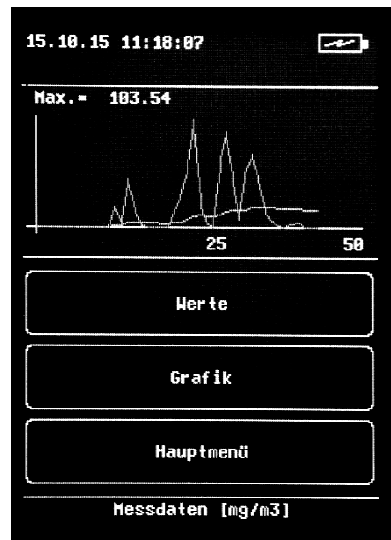 15.10.15 11:18:07
Max.= 103.54
25 50
Werte
Grafik
Hauptmenü
Messdaten [mg/m3]